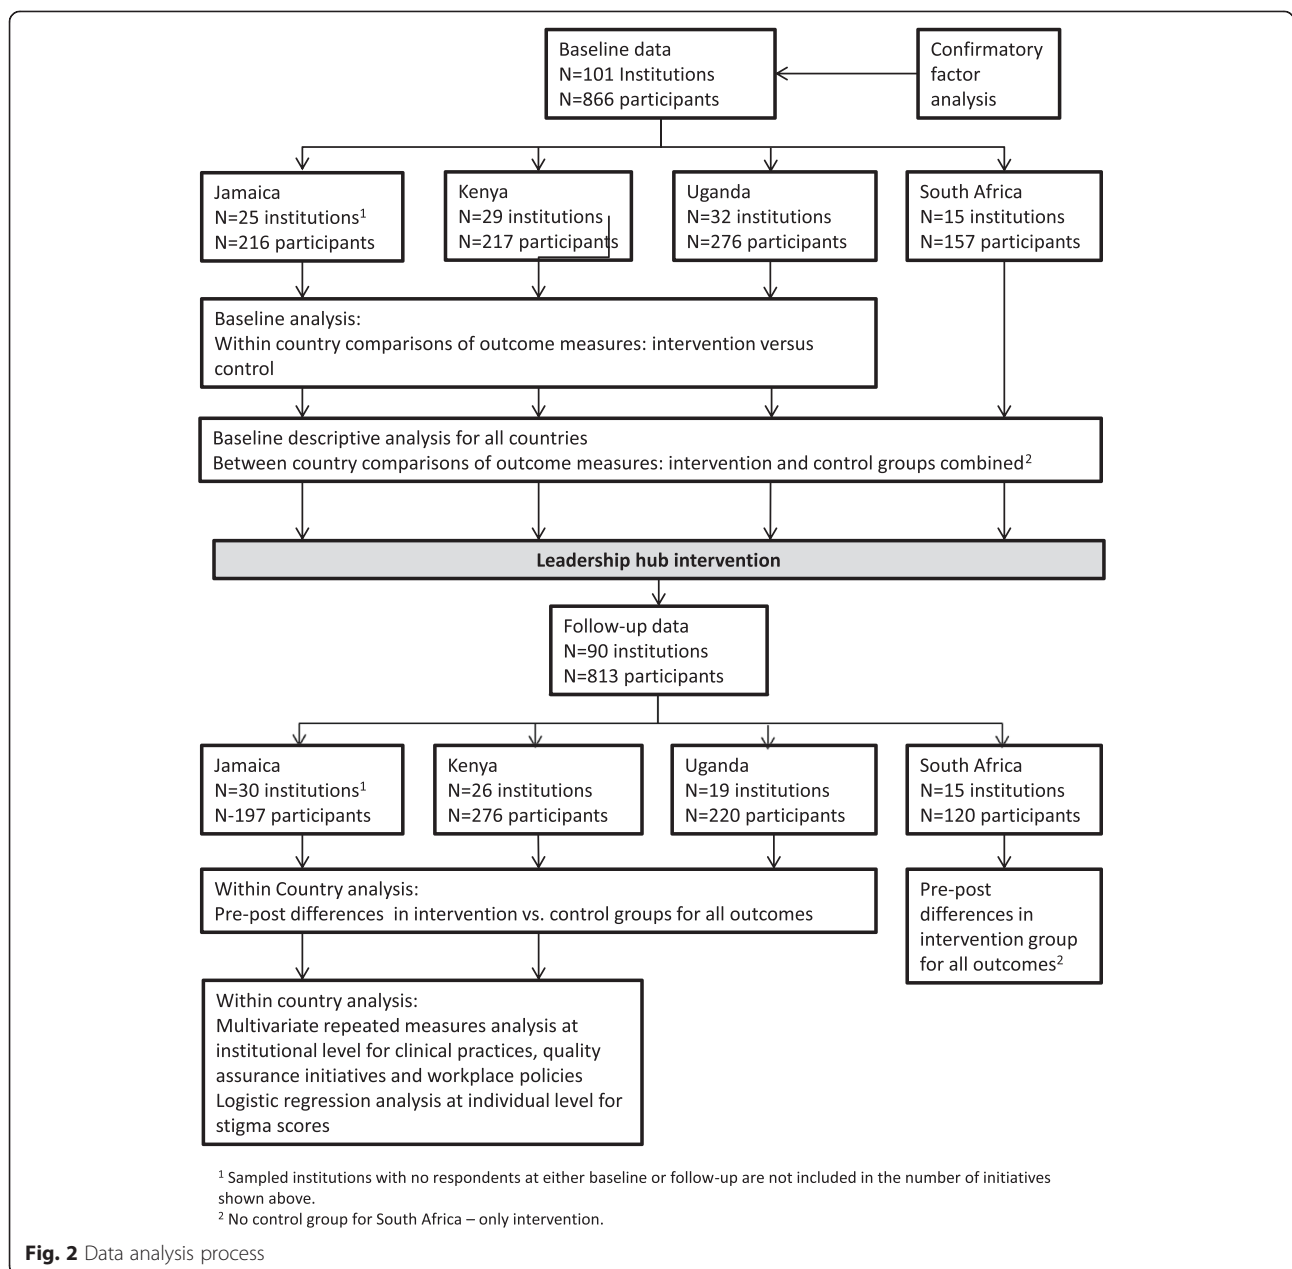 Baseline data
N=101 Institutions
N=866 participants
Confirmatory
factor
analysis
Jamaica
N=25 institutions¹
N=216 participants
Kenya
N=29 institutions
N=217 participants
Uganda
N=32 institutions
N=276 participants
South Africa
N=15 institutions
N=157 participants
Baseline analysis:
Within country comparisons of outcome measures: intervention versus
control
Baseline descriptive analysis for all countries
Between country comparisons of outcome measures: intervention and control groups combined²
Leadership hub intervention
Follow-up data
N=90 institutions
N=813 participants
Jamaica
N=30 institutions¹
N-197 participants
Kenya
N=26 institutions
N=276 participants
Uganda
N=19 institutions
N=220 participants
South Africa
N=15 institutions
N=120 participants
Within Country analysis:
Pre-post differences in intervention vs. control groups for all outcomes
Pre-post
differences in
intervention group
for all outcomes²
Within country analysis:
Multivariate repeated measures analysis at
institutional level for clinical practices, quality
assurance initiatives and workplace policies
Logistic regression analysis at individual level for
stigma scores
¹ Sampled institutions with no respondents at either baseline or follow-up are not included in the number of initiatives
shown above.
² No control group for South Africa – only intervention.
Fig. 2 Data analysis process